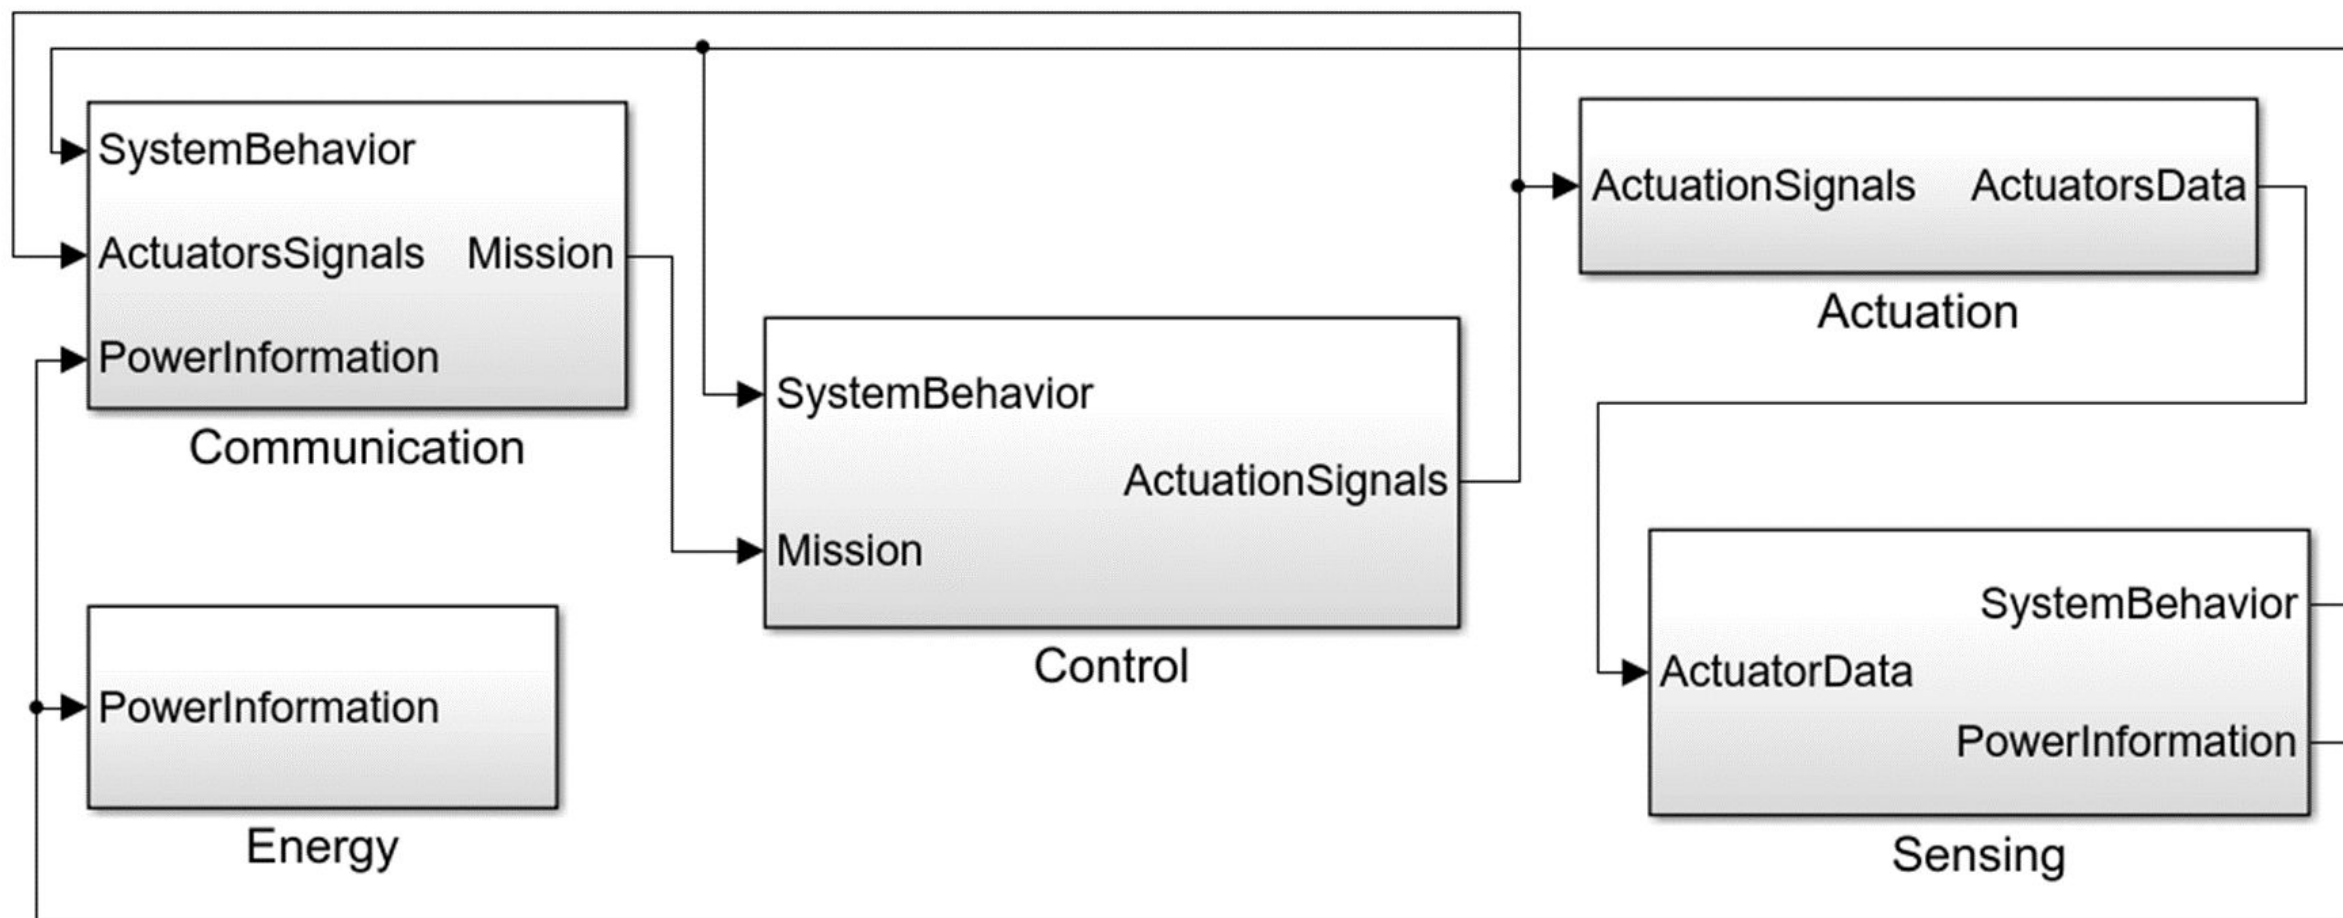 SystemBehavior
ActuatorsSignals
Mission
PowerInformation
Communication
PowerInformation
Energy
SystemBehavior
ActuationSignals
Mission
Control
ActuationSignals
ActuatorsData
Actuation
SystemBehavior
ActuatorData
PowerInformation
Sensing